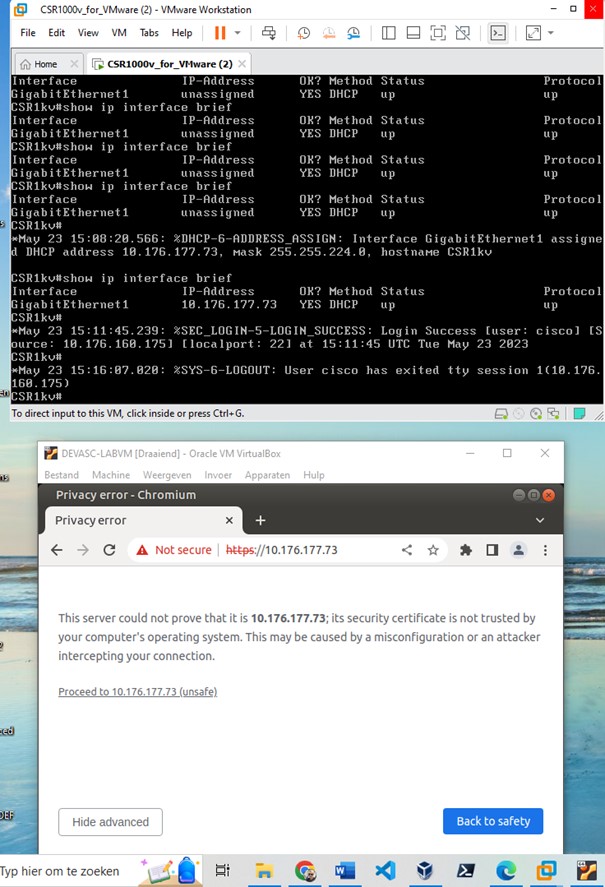 CSR1000v_for_VMware (2) - VMware Workstation
File Edit View VM Tabs Help
Home CSR1000v_for_VMware (2)
Interface IP-Address OK? Method Status Protocol
GigabitEthernet1 unassigned YES DHCP up up
CSR1kv#show ip interface brief
Interface IP-Address OK? Method Status Protocol
GigabitEthernet1 unassigned YES DHCP up up
CSR1kv#show ip interface brief
Interface IP-Address OK? Method Status Protocol
GigabitEthernet1 unassigned YES DHCP up up
CSR1kv#show ip interface brief
Interface IP-Address OK? Method Status Protocol
GigabitEthernet1 unassigned YES DHCP up up
CSR1kv#
*May 23 15:08:20.566: %DHCP-6-ADDRESS_ASSIGN: Interface GigabitEthernet1 assigne
d DHCP address 10.176.177.73, mask 255.255.224.0, hostname CSR1kv
CSR1kv#show ip interface brief
Interface IP-Address OK? Method Status Protocol
GigabitEthernet1 10.176.177.73 YES DHCP up up
CSR1kv#
*May 23 15:11:45.239: %SEC_LOGIN-5-LOGIN_SUCCESS: Login Success [user: cisco] [S
ource: 10.176.160.175] [localport: 22] at 15:11:45 UTC Tue May 23 2023
CSR1kv#
*May 23 15:16:07.020: %SYS-6-LOGOUT: User cisco has exited tty session 1(10.176.
160.175)
CSR1kv#
To direct input to this VM, click inside or press Ctrl+G.
DEVASC-LABVM [Draaiend] - Oracle VM VirtualBox
Bestand Machine Weergeven Invoer Apparaten Hulp
Privacy error - Chromium
Privacy error
Not secure | https://10.176.177.73
This server could not prove that it is 10.176.177.73; its security certificate is not trusted by
your computer's operating system. This may be caused by a misconfiguration or an attacker
intercepting your connection.
Proceed to 10.176.177.73 (unsafe)
Hide advanced Back to safety
Typ hier om te zoeken